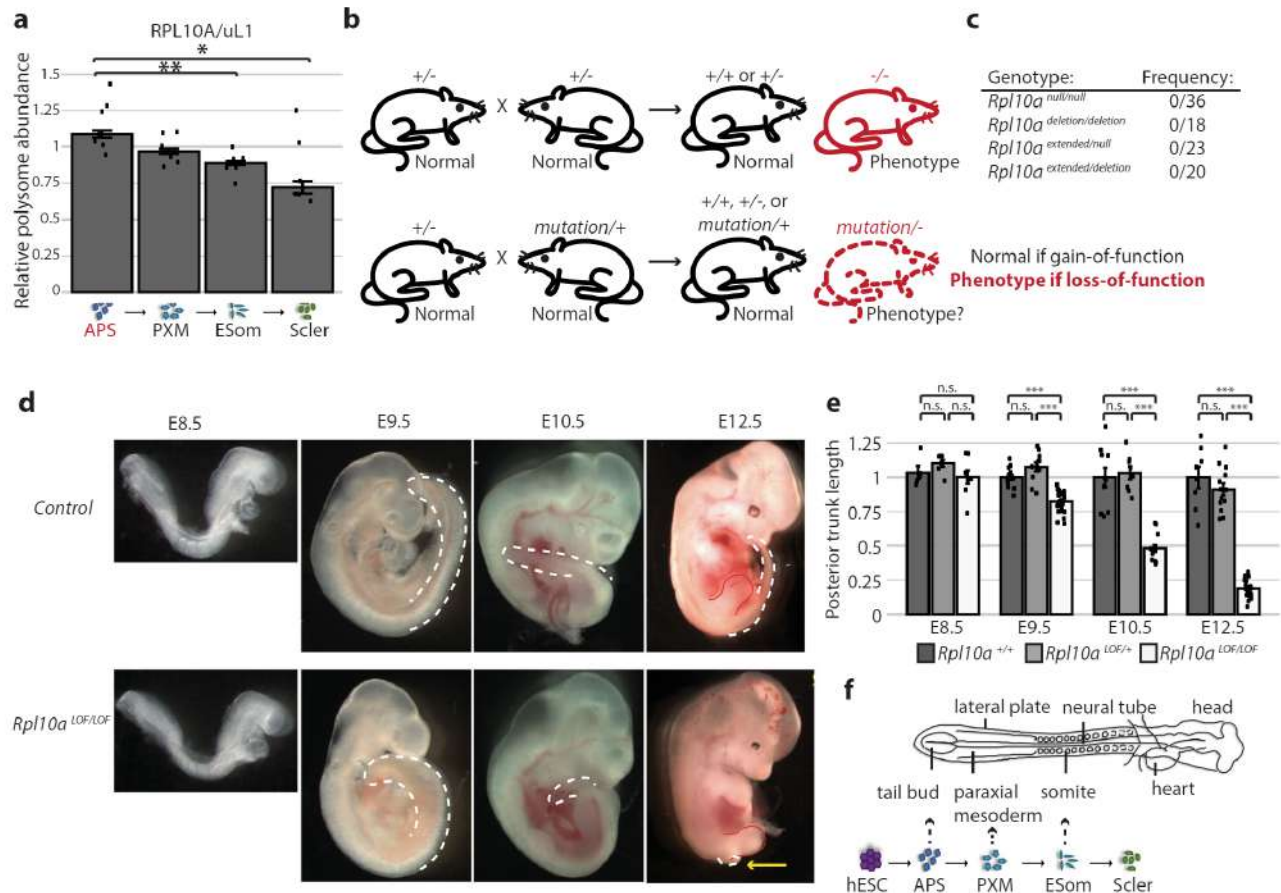 a
RPL10A/uL1
*
**
Relative polysome abundance
1.5
1.25
1
0.75
0.5
0.25
0
APS
PXM
ESom
Scler
b
+/-
X
+/-
+/+ or +/-
-/-
Normal
Normal
Normal
Phenotype
+/-
X
mutation/+
+/+, +/-, or
mutation/+
mutation/-
Normal
Normal
Normal
Phenotype?
Normal if gain-of-function
Phenotype if loss-of-function
c
Genotype: Frequency:
Rpl10a null/null 0/36
Rpl10a deletion/deletion 0/18
Rpl10a extended/null 0/23
Rpl10a extended/deletion 0/20
d
E8.5 E9.5 E10.5 E12.5
Control
Rpl10a LOF/LOF
e
n.s. *** *** ***
n.s. n.s. n.s. *** n.s. *** n.s. ***
Posterior trunk length
1.25
1
0.75
0.5
0.25
0
E8.5 E9.5 E10.5 E12.5
Rpl10a +/+ Rpl10a LOF/+ Rpl10a LOF/LOF
f
lateral plate neural tube head
tail bud paraxial mesoderm somite heart
hESC APS PXM ESom Scler